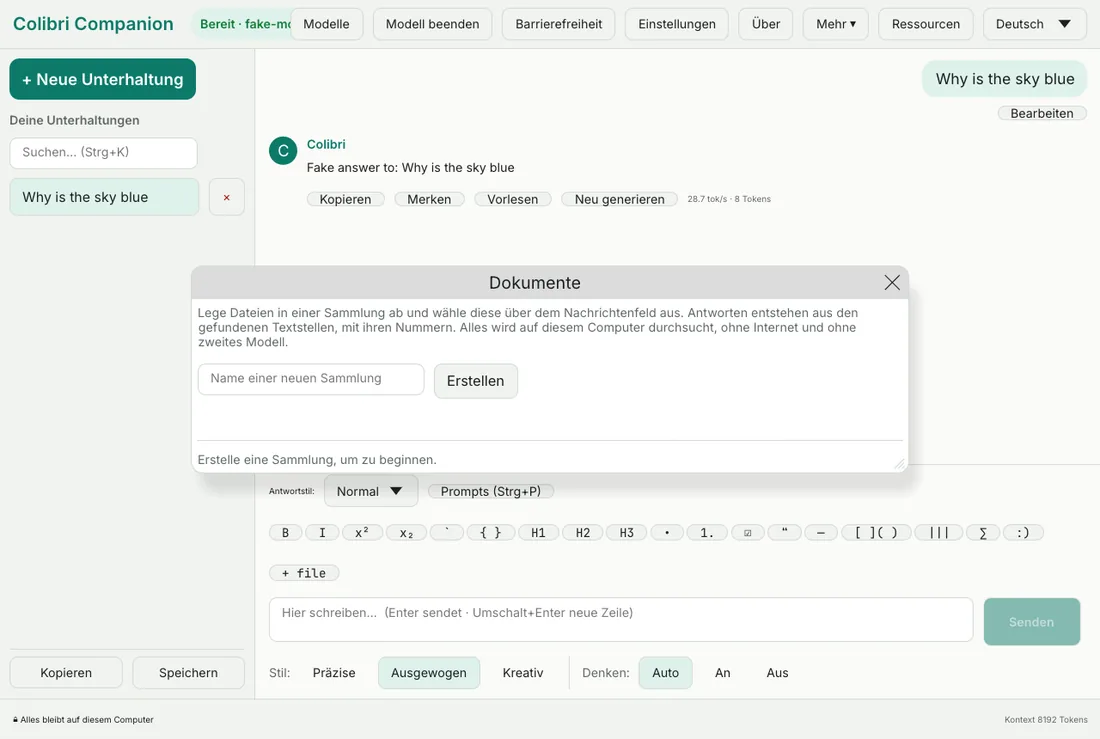 Colibri Companion
Bereit · fake-mo
Modelle
Modell beenden
Barrierefreiheit
Einstellungen
Über
Mehr ▾
Ressourcen
Deutsch
+ Neue Unterhaltung
Deine Unterhaltungen
Suchen... (Strg+K)
Why is the sky blue
×
Why is the sky blue
Bearbeiten
C
Colibri
Fake answer to: Why is the sky blue
Kopieren
Merken
Vorlesen
Neu generieren
28.7 tok/s · 8 Tokens
Dokumente
Lege Dateien in einer Sammlung ab und wähle diese über dem Nachrichtenfeld aus. Antworten entstehen aus den
gefundenen Textstellen, mit ihren Nummern. Alles wird auf diesem Computer durchsucht, ohne Internet und ohne
zweites Modell.
Name einer neuen Sammlung
Erstellen
Erstelle eine Sammlung, um zu beginnen.
Antwortstil:
Normal
Prompts (Strg+P)
B
I
x²
x₂
`
{ }
H1
H2
H3
•
1.
☑
“
—
[ ]( )
|||
∑
:)
+ file
Hier schreiben... (Enter sendet · Umschalt+Enter neue Zeile)
Senden
Stil:
Präzise
Ausgewogen
Kreativ
Denken:
Auto
An
Aus
Kopieren
Speichern
Alles bleibt auf diesem Computer
Kontext 8192 Tokens